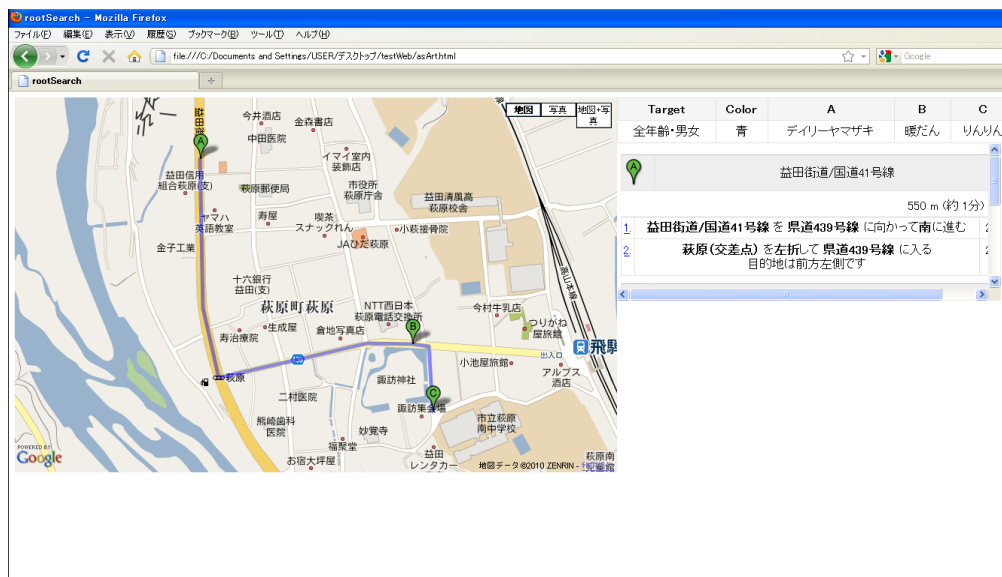 rootSearch - Mozilla Firefox
ファイル(F) 編集(E) 表示(V) 履歴(S) ブックマーク(B) ツール(T) ヘルプ(H)
file:///C:/Documents and Settings/USER/デスクトップ/testWeb/asArt.html
Google
rootSearch
地図
写真
地図+写真
Target Color A B C
全年齢・男女 青 デイリーヤマザキ 暖だん りんりん
A
益田街道/国道41号線
550 m (約 1分)
1. 益田街道/国道41号線 を 県道439号線 に向かって南に進む
2. 萩原(交差点) を左折して 県道439号線 に入る
目的地は前方左側です
益田街
今井酒店
金森書店
中田医院
A
イマイ室内
装飾店
益田信用
組合萩原(支)
萩原郵便局
市役所
萩原庁舎
益田清風高
萩原校舎
ヤマハ
英語教室
寿屋
喫茶
スナックれん
小萩接骨院
金子工業
JAひだ萩原
高山本線
十六銀行
益田(支)
萩原町萩原
NTT西日本
萩原電話交換所
今村牛乳店
B
つりがね
屋旅館
生成屋
倉地写真店
寿治療院
飛騨
出入口
小池屋旅館
439
アルプス
酒店
萩原
諏訪神社
C
二村医院
諏訪集会場
熊崎歯科
医院
妙覚寺
市立萩原
南中学校
福聚堂
益田
レンタカー
お宿大坪屋
萩原南
児童館
POWERED BY
Google
地図データ ©2010 ZENRIN -